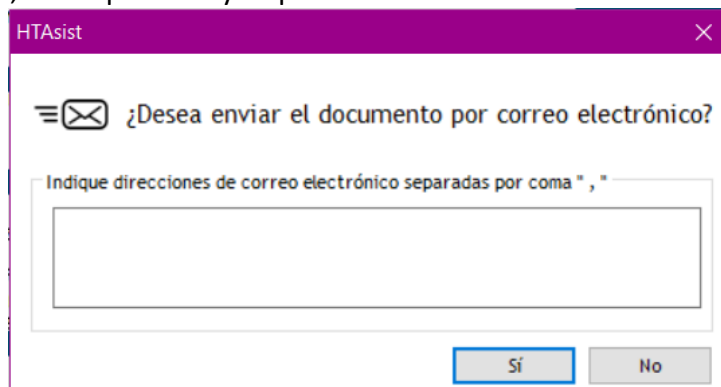 HTAsist
¿Desea enviar el documento por correo electrónico?
Indique direcciones de correo electrónico separadas por coma " , "
Sí
No